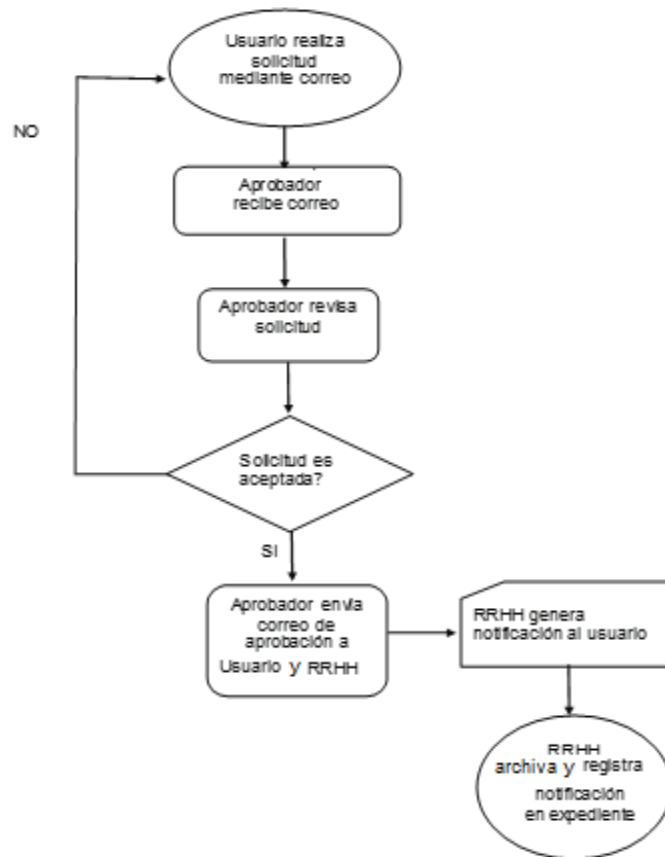 Usuario realiza
solicitud
mediante correo
NO
Aprobador
recibe correo
Aprobador revisa
solicitud
Solicitud es
aceptada?
SI
Aprobador envía
correo de
aprobación a
Usuario y RRHH
RRHH genera
notificación al usuario
RRHH
archiva y registra
notificación
en expediente